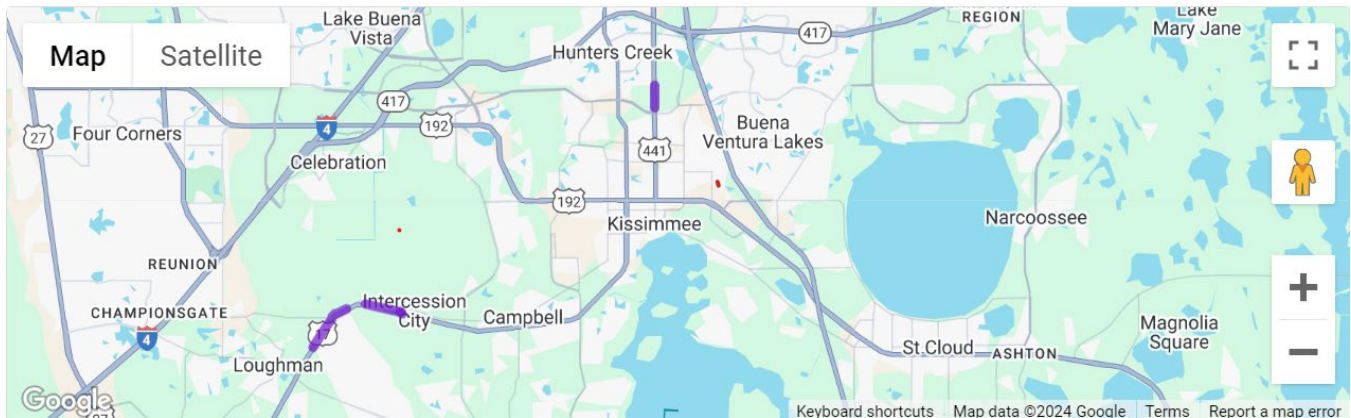 Lake Buena
Vista
REGION
Lake
Mary Jane
417
Map
Satellite
Hunters Creek
417
192
27
Four Corners
4
Buena
Ventura Lakes
441
Celebration
192
Kissimmee
Narcoossee
REUNION
Intercession
City
CHAMPIONSGATE
Campbell
17
4
Loughman
St Cloud
ASHTON
Magnolia
Square
+
−
Google
27
Keyboard shortcuts
Map data ©2024 Google
Terms
Report a map error